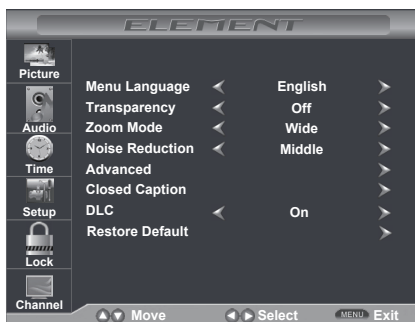 ELEMENT
Picture
Audio
Time
Setup
Lock
Channel
Menu Language English
Transparency Off
Zoom Mode Wide
Noise Reduction Middle
Advanced
Closed Caption
DLC On
Restore Default
Move Select MENU Exit